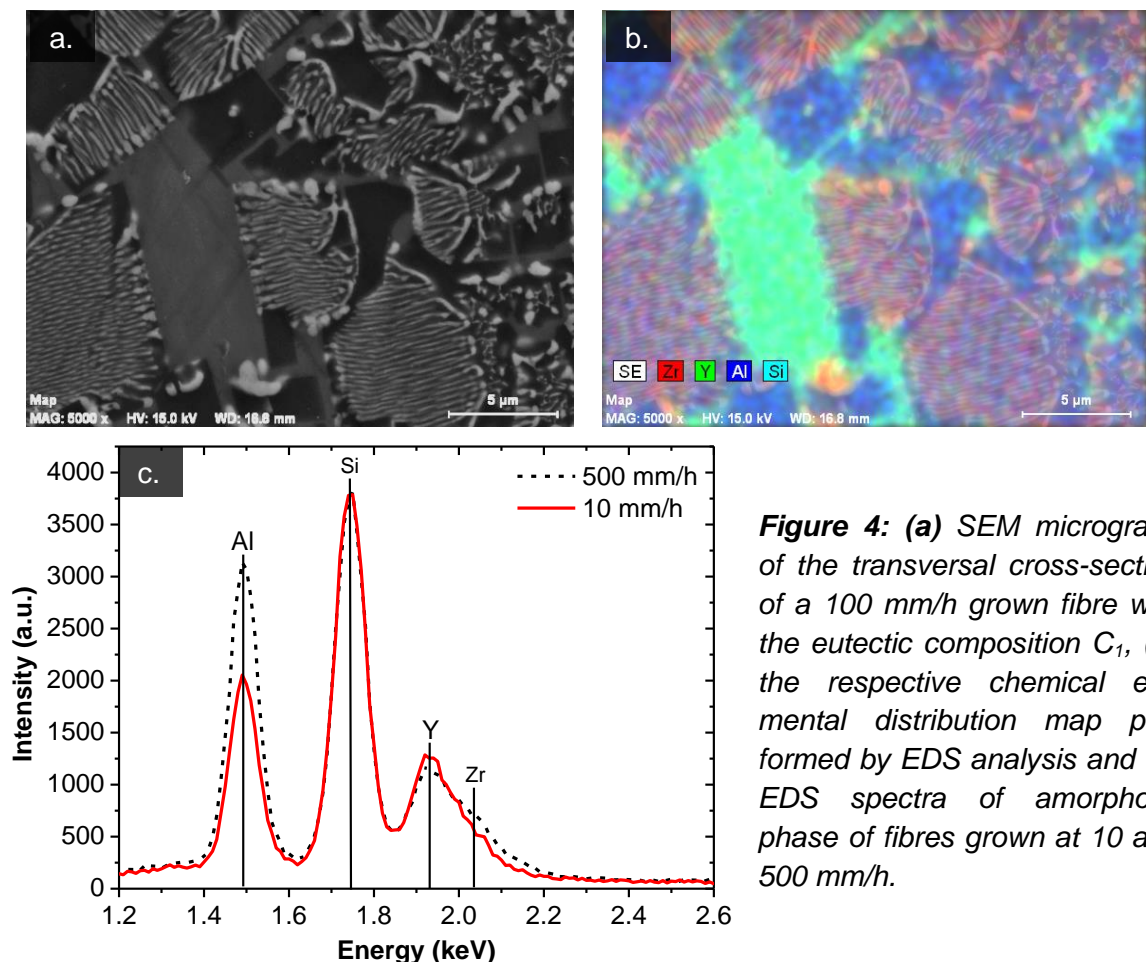 a.
Map
MAG: 5000 x HV: 15.0 kV WD: 16.8 mm
5 µm
b.
SE Zr Y Al Si
Map
MAG: 5000 x HV: 15.0 kV WD: 16.8 mm
5 µm
c.
Intensity (a.u.)
4000
3500
3000
2500
2000
1500
1000
500
0
Al
Si
Y
Zr
500 mm/h
10 mm/h
1.2 1.4 1.6 1.8 2.0 2.2 2.4 2.6
Energy (keV)
Figure 4: (a) SEM microgra
of the transversal cross-secti
of a 100 mm/h grown fibre w
the eutectic composition C₁, (
the respective chemical e
mental distribution map p
formed by EDS analysis and
EDS spectra of amorpho
phase of fibres grown at 10 a
500 mm/h.